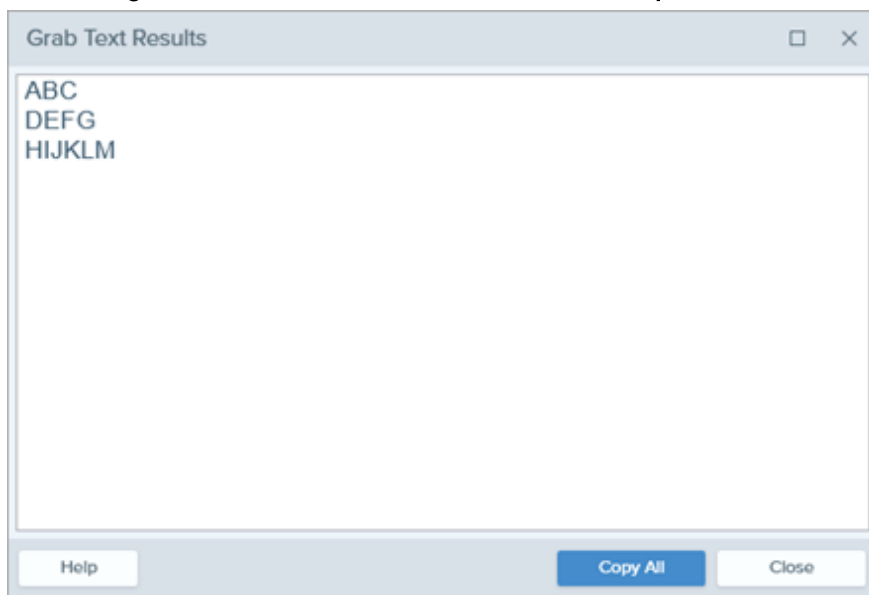 Grab Text Results
ABC
DEFG
HIJKLM
Help
Copy All
Close